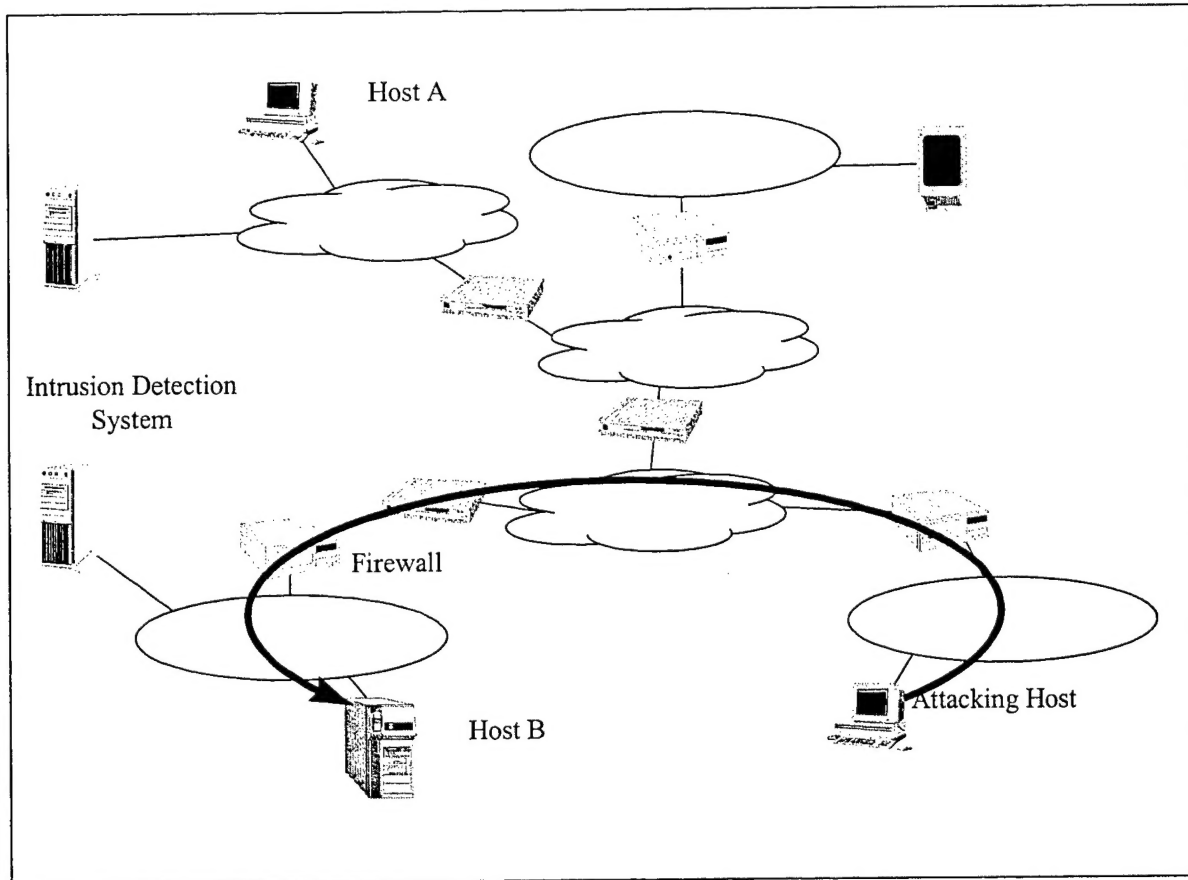 Host A
Intrusion Detection
System
Firewall
Host B
Attacking Host